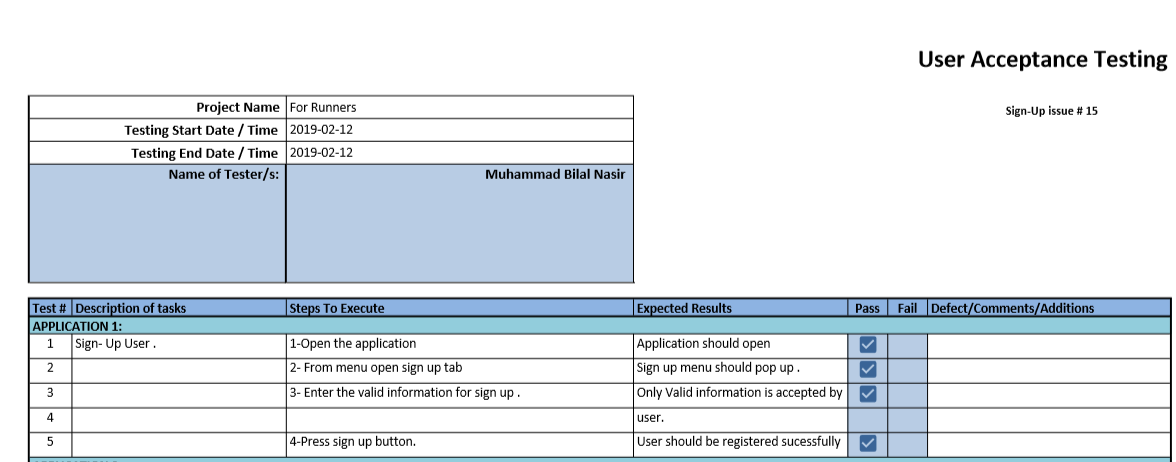 User Acceptance Testing
Sign-Up issue # 15
Project Name For Runners
Testing Start Date / Time 2019-02-12
Testing End Date / Time 2019-02-12
Name of Tester/s: Muhammad Bilal Nasir
Test # Description of tasks Steps To Execute Expected Results Pass Fail Defect/Comments/Additions
APPLICATION 1:
1 Sign- Up User . 1-Open the application Application should open
2 2- From menu open sign up tab Sign up menu should pop up .
3 3- Enter the valid information for sign up . Only Valid information is accepted by
4 user.
5 4-Press sign up button. User should be registered sucessfully